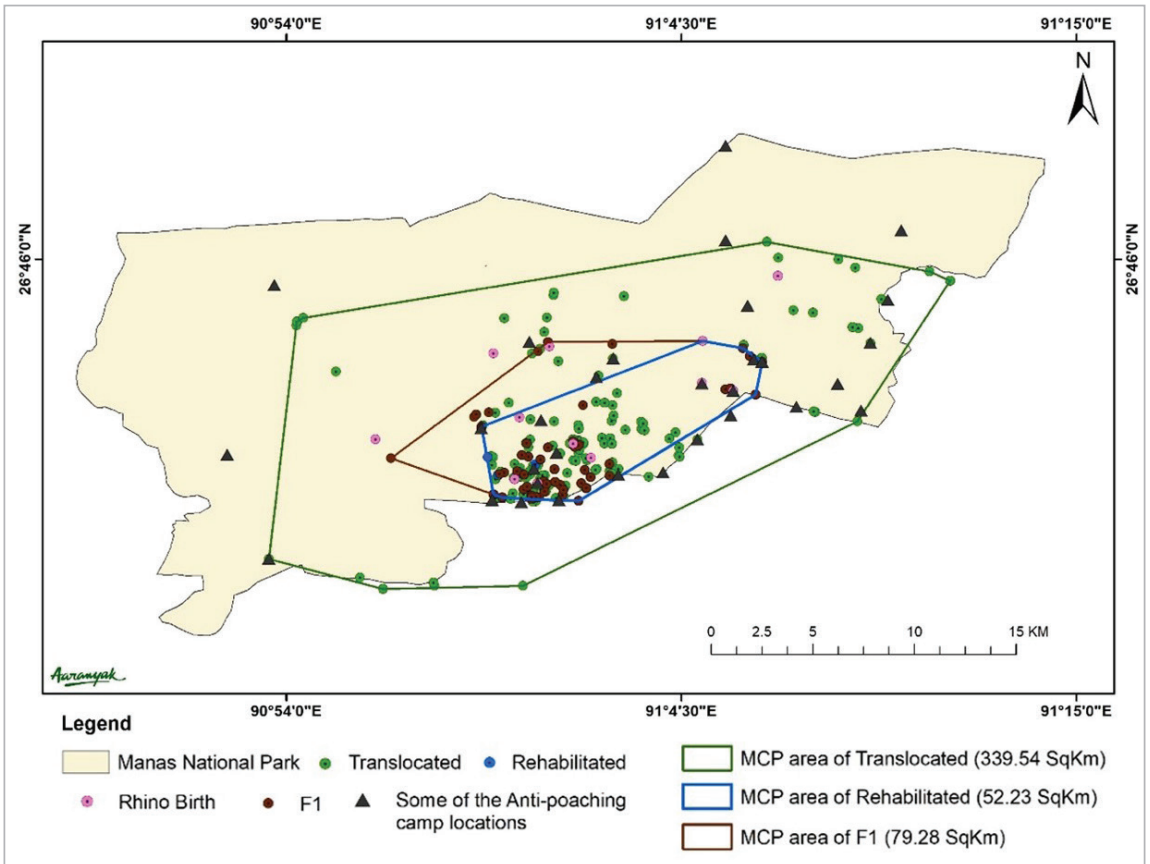 90°54'0"E 91°4'30"E 91°15'0"E
N
26°46'0"N 26°46'0"N
0 2.5 5 10 15 KM
Aaranyak
90°54'0"E 91°4'30"E 91°15'0"E
Legend
Manas National Park Translocated Rehabilitated
Rhino Birth F1 Some of the Anti-poaching
camp locations
MCP area of Translocated (339.54 SqKm)
MCP area of Rehabilitated (52.23 SqKm)
MCP area of F1 (79.28 SqKm)